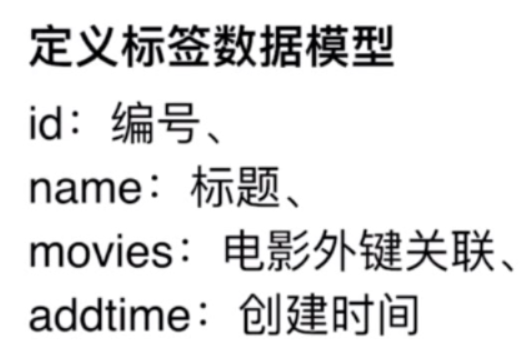 定义标签数据模型
id：编号、
name：标题、
movies：电影外键关联、
addtime：创建时间